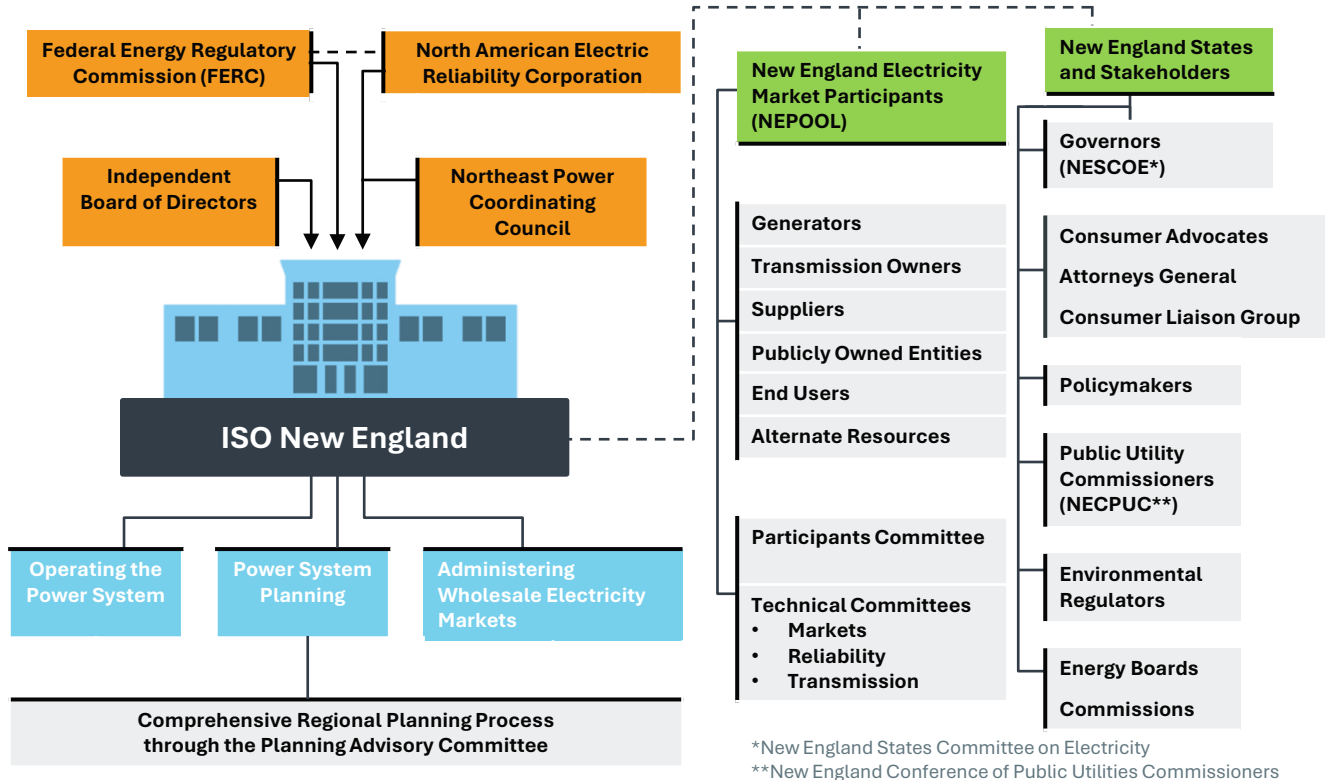 Federal Energy Regulatory
Commission (FERC)
North American Electric
Reliability Corporation
Independent
Board of Directors
Northeast Power
Coordinating
Council
ISO New England
Operating the
Power System
Power System
Planning
Administering
Wholesale Electricity
Markets
Comprehensive Regional Planning Process
through the Planning Advisory Committee
New England Electricity
Market Participants
(NEPOOL)
Generators
Transmission Owners
Suppliers
Publicly Owned Entities
End Users
Alternate Resources
Participants Committee
Technical Committees
• Markets
• Reliability
• Transmission
New England States
and Stakeholders
Governors
(NESCOE*)
Consumer Advocates
Attorneys General
Consumer Liaison Group
Policymakers
Public Utility
Commissioners
(NECPUC**)
Environmental
Regulators
Energy Boards
Commissions
*New England States Committee on Electricity
**New England Conference of Public Utilities Commissioners